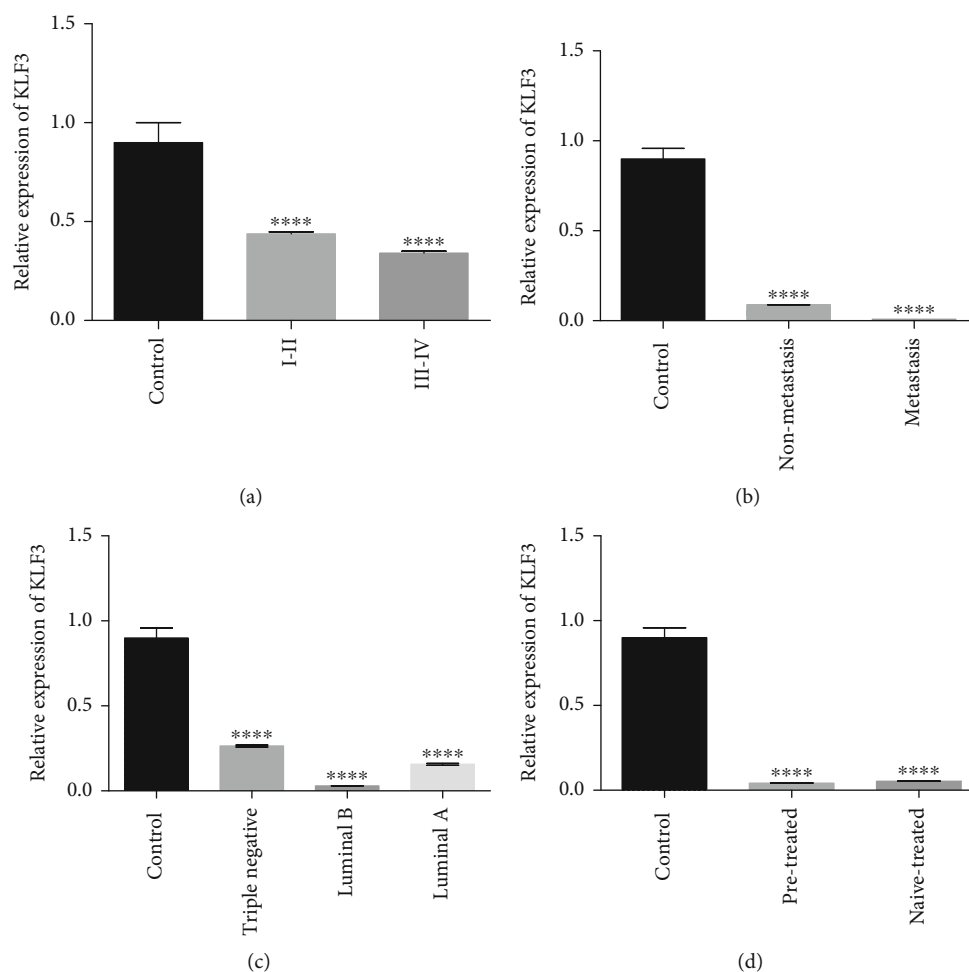 Relative expression of KLF3
1.5
1.0
0.5
0.0
****
****
Control
I-II
III-IV
(a)
Relative expression of KLF3
1.5
1.0
0.5
0.0
****
****
Control
Non-metastasis
Metastasis
(b)
Relative expression of KLF3
1.5
1.0
0.5
0.0
****
****
****
Control
Triple negative
Luminal B
Luminal A
(c)
Relative expression of KLF3
1.5
1.0
0.5
0.0
****
****
Control
Pre-treated
Naive-treated
(d)